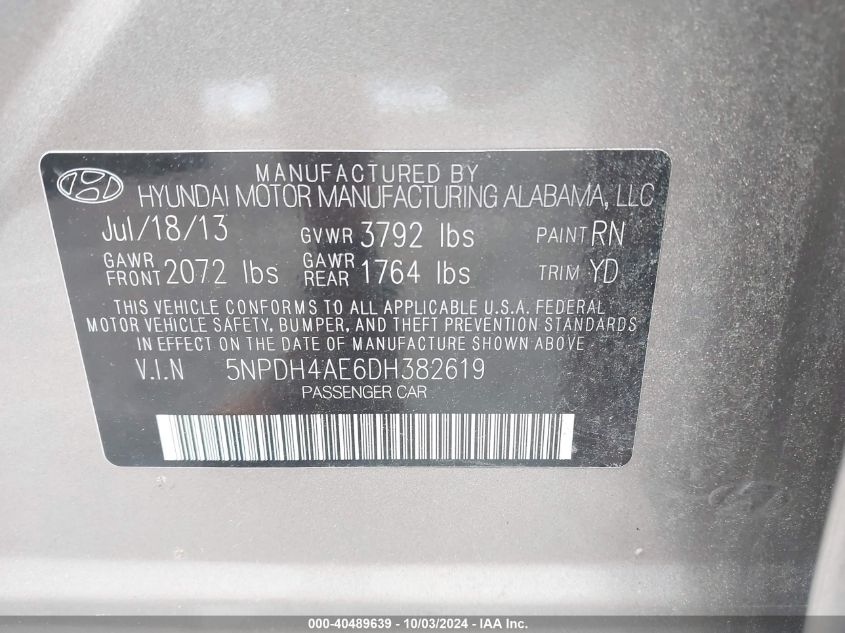 MANUFACTURED BY
HYUNDAI MOTOR MANUFACTURING ALABAMA, LLC
Jul/18/13 GVWR 3792 lbs PAINT RN
GAWR FRONT 2072 lbs GAWR REAR 1764 lbs TRIM YD
THIS VEHICLE CONFORMS TO ALL APPLICABLE U.S.A. FEDERAL
MOTOR VEHICLE SAFETY, BUMPER, AND THEFT PREVENTION STANDARDS
IN EFFECT ON THE DATE OF MANUFACTURE SHOWN ABOVE
V.I.N 5NPDH4AE6DH382619
PASSENGER CAR
000-40489639 - 10/03/2024 - IAA Inc.